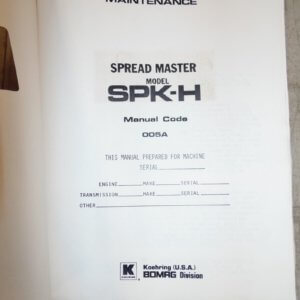 MAINTENANCE
SPREAD MASTER
MODEL
SPK-H
Manual Code
005A
THIS MANUAL PREPARED FOR MACHINE
SERIAL
ENGINE MAKE SERIAL
TRANSMISSION MAKE SERIAL
OTHER
K
Koehring (U.S.A.)
BOMAG Division